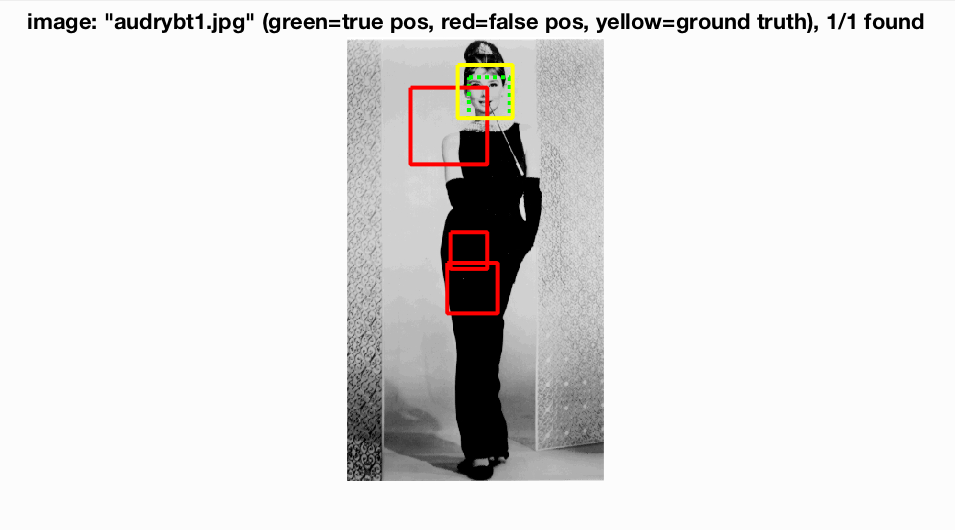 image: "audrybt1.jpg" (green=true pos, red=false pos, yellow=ground truth), 1/1 found